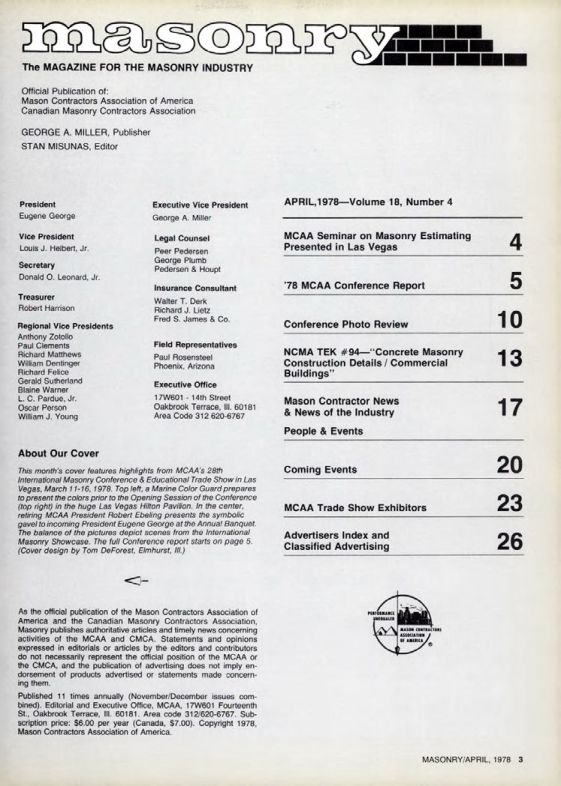 masonry
The MAGAZINE FOR THE MASONRY INDUSTRY
Official Publication of:
Mason Contractors Association of America
Canadian Masonry Contractors Association
GEORGE A. MILLER, Publisher
STAN MISUNAS, Editor
President
Eugene George
Vice President
Louis J. Helbert, Jr.
Secretary
Donald O. Leonard, Jr.
Treasurer
Robert Harrison
Regional Vice Presidents
Anthony Zotollo
Paul Clements
Richard Matthews
William Dentinger
Richard Felice
Gerald Sutherland
Blaine Warner
L. C. Pardue, Jr.
Oscar Person
William J. Young
Executive Vice President
George A. Miller
Legal Counsel
Peer Pedersen
George Plumb
Pedersen & Houpt
Insurance Consultant
Walter T. Derk
Richard J. Lietz
Fred S. James & Co.
Field Representatives
Paul Rosensteel
Phoenix, Arizona
Executive Office
17W601 - 14th Street
Oakbrook Terrace, Ill. 60181
Area Code 312 620-6767
About Our Cover
This month's cover features highlights from MCAA's 28th
International Masonry Conference & Educational Trade Show in Las
Vegas, March 11-16, 1978. Top left, a Marine Color Guard prepares
to present the colors prior to the Opening Session of the Conference
(top right) in the huge Las Vegas Hilton Pavilion. In the center,
retiring MCAA President Robert Ebeling presents the symbolic
gavel to incoming President Eugene George at the Annual Banquet.
The balance of the pictures depict scenes from the International
Masonry Showcase. The full Conference report starts on page 5.
(Cover design by Tom DeForest, Elmhurst, Ill.)
As the official publication of the Mason Contractors Association of
America and the Canadian Masonry Contractors Association,
Masonry publishes authoritative articles and timely news concerning
activities of the MCAA and CMCA. Statements and opinions
expressed in editorials or articles by the editors and contributors
do not necessarily represent the official position of the MCAA or
the CMCA, and the publication of advertising does not imply en-
dorsement of products advertised or statements made concern-
ing them.
Published 11 times annually (November/December issues com-
bined). Editorial and Executive Office, MCAA, 17W601 Fourteenth
St., Oakbrook Terrace, Ill. 60181. Area code 312/620-6767. Sub-
scription price: $6.00 per year (Canada, $7.00). Copyright 1978,
Mason Contractors Association of America.
APRIL,1978—Volume 18, Number 4
MCAA Seminar on Masonry Estimating
Presented in Las Vegas 4
'78 MCAA Conference Report 5
Conference Photo Review 10
NCMA TEK #94—"Concrete Masonry
Construction Details / Commercial
Buildings" 13
Mason Contractor News
& News of the Industry 17
People & Events
Coming Events 20
MCAA Trade Show Exhibitors 23
Advertisers Index and
Classified Advertising 26
PERFORMANCE
UNEQUALED
MASON CONTRACTORS
ASSOCIATION
OF AMERICA
®
MASONRY/APRIL, 1978 3